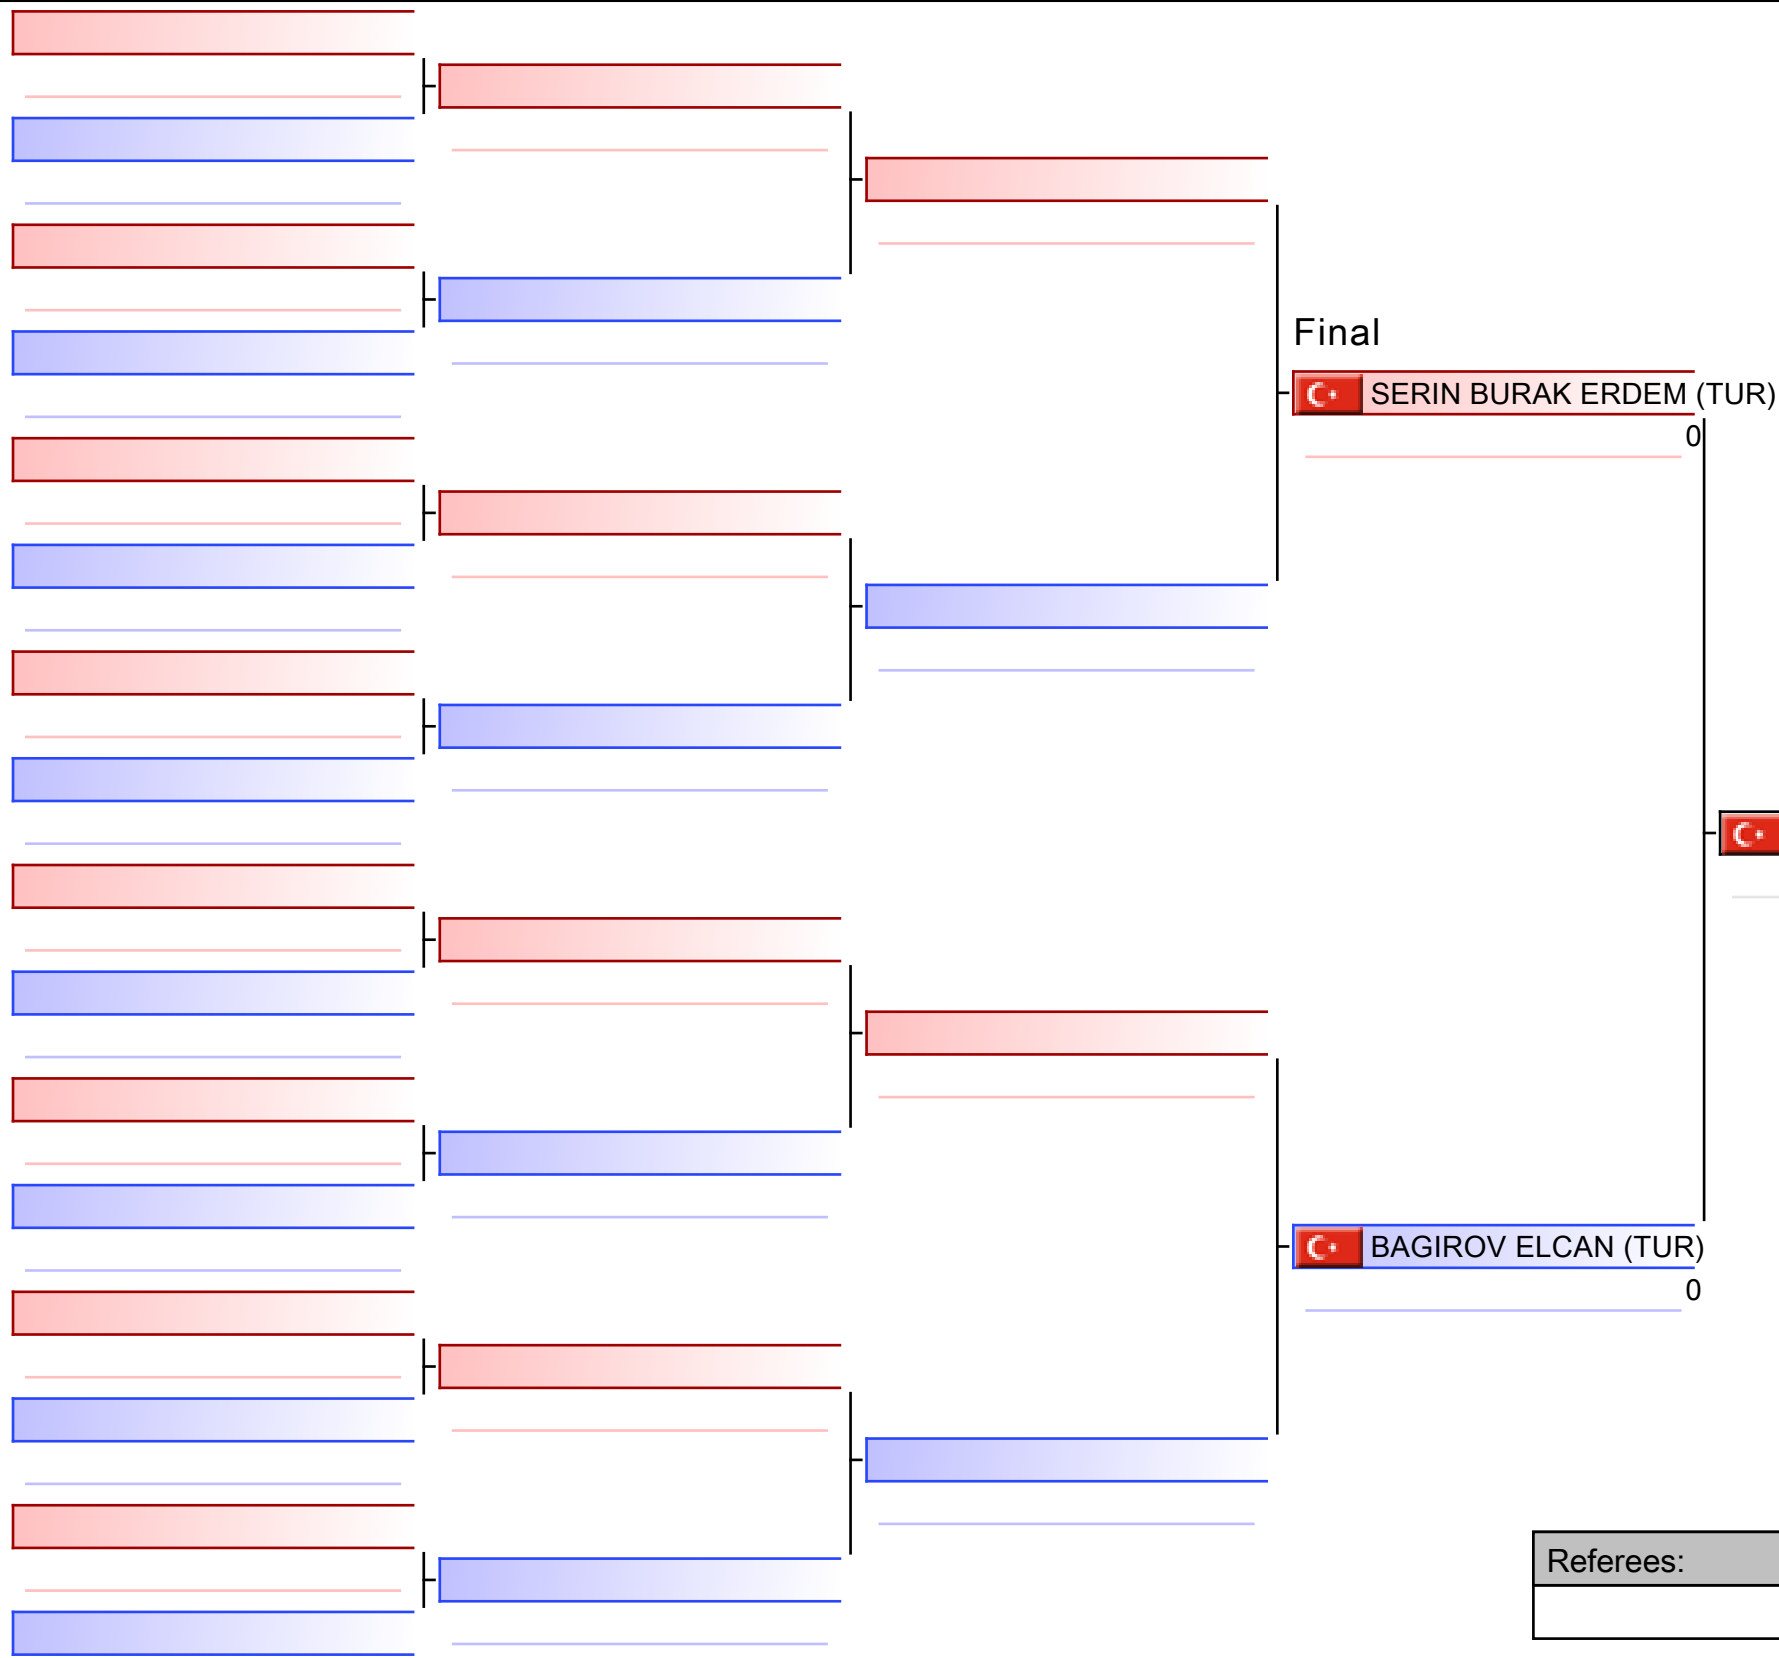 Final
SERIN BURAK ERDEM (TUR)
0
BAGIROV ELCAN (TUR)
0
Referees: